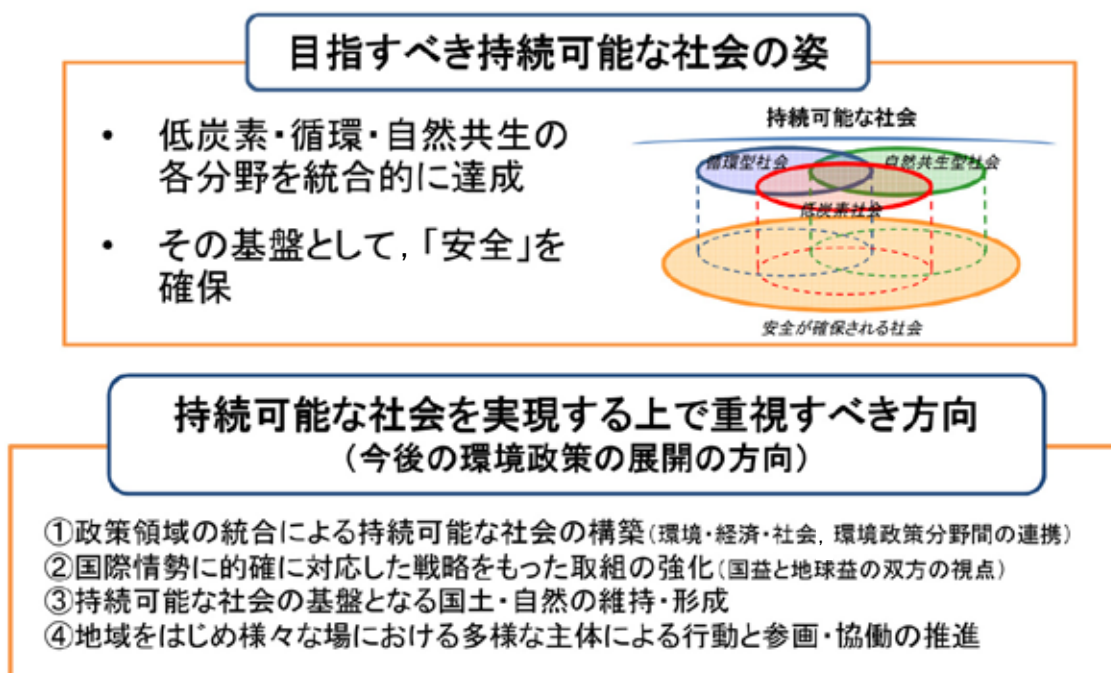 目指すべき持続可能な社会の姿
• 低炭素・循環・自然共生の
各分野を統合的に達成
• その基盤として,「安全」を
確保
持続可能な社会
循環型社会
自然共生型社会
低炭素社会
安全が確保される社会
持続可能な社会を実現する上で重視すべき方向
（今後の環境政策の展開の方向）
①政策領域の統合による持続可能な社会の構築(環境・経済・社会, 環境政策分野間の連携)
②国際情勢に的確に対応した戦略をもった取組の強化(国益と地球益の双方の視点)
③持続可能な社会の基盤となる国土・自然の維持・形成
④地域をはじめ様々な場における多様な主体による行動と参画・協働の推進